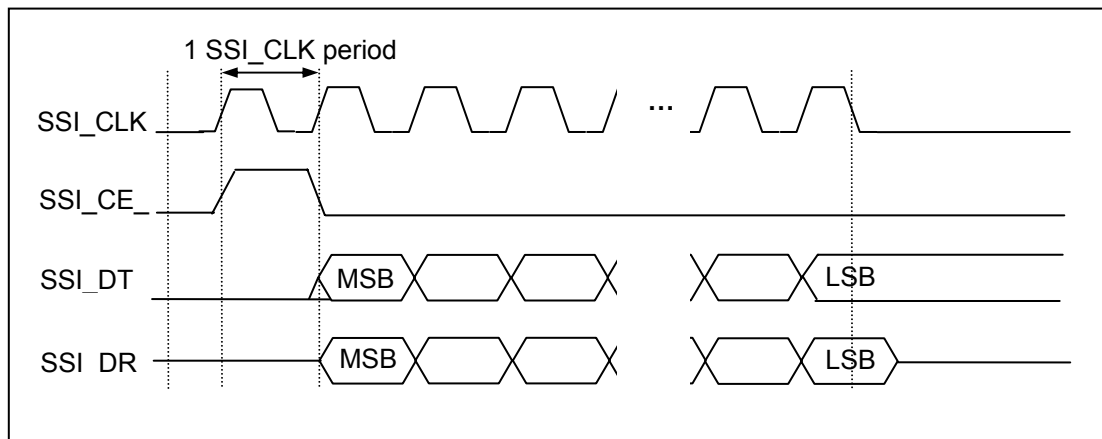 1 SSI_CLK period
SSI_CLK
...
SSI_CE_
SSI_DT
MSB
LSB
SSI DR
MSB
LSB